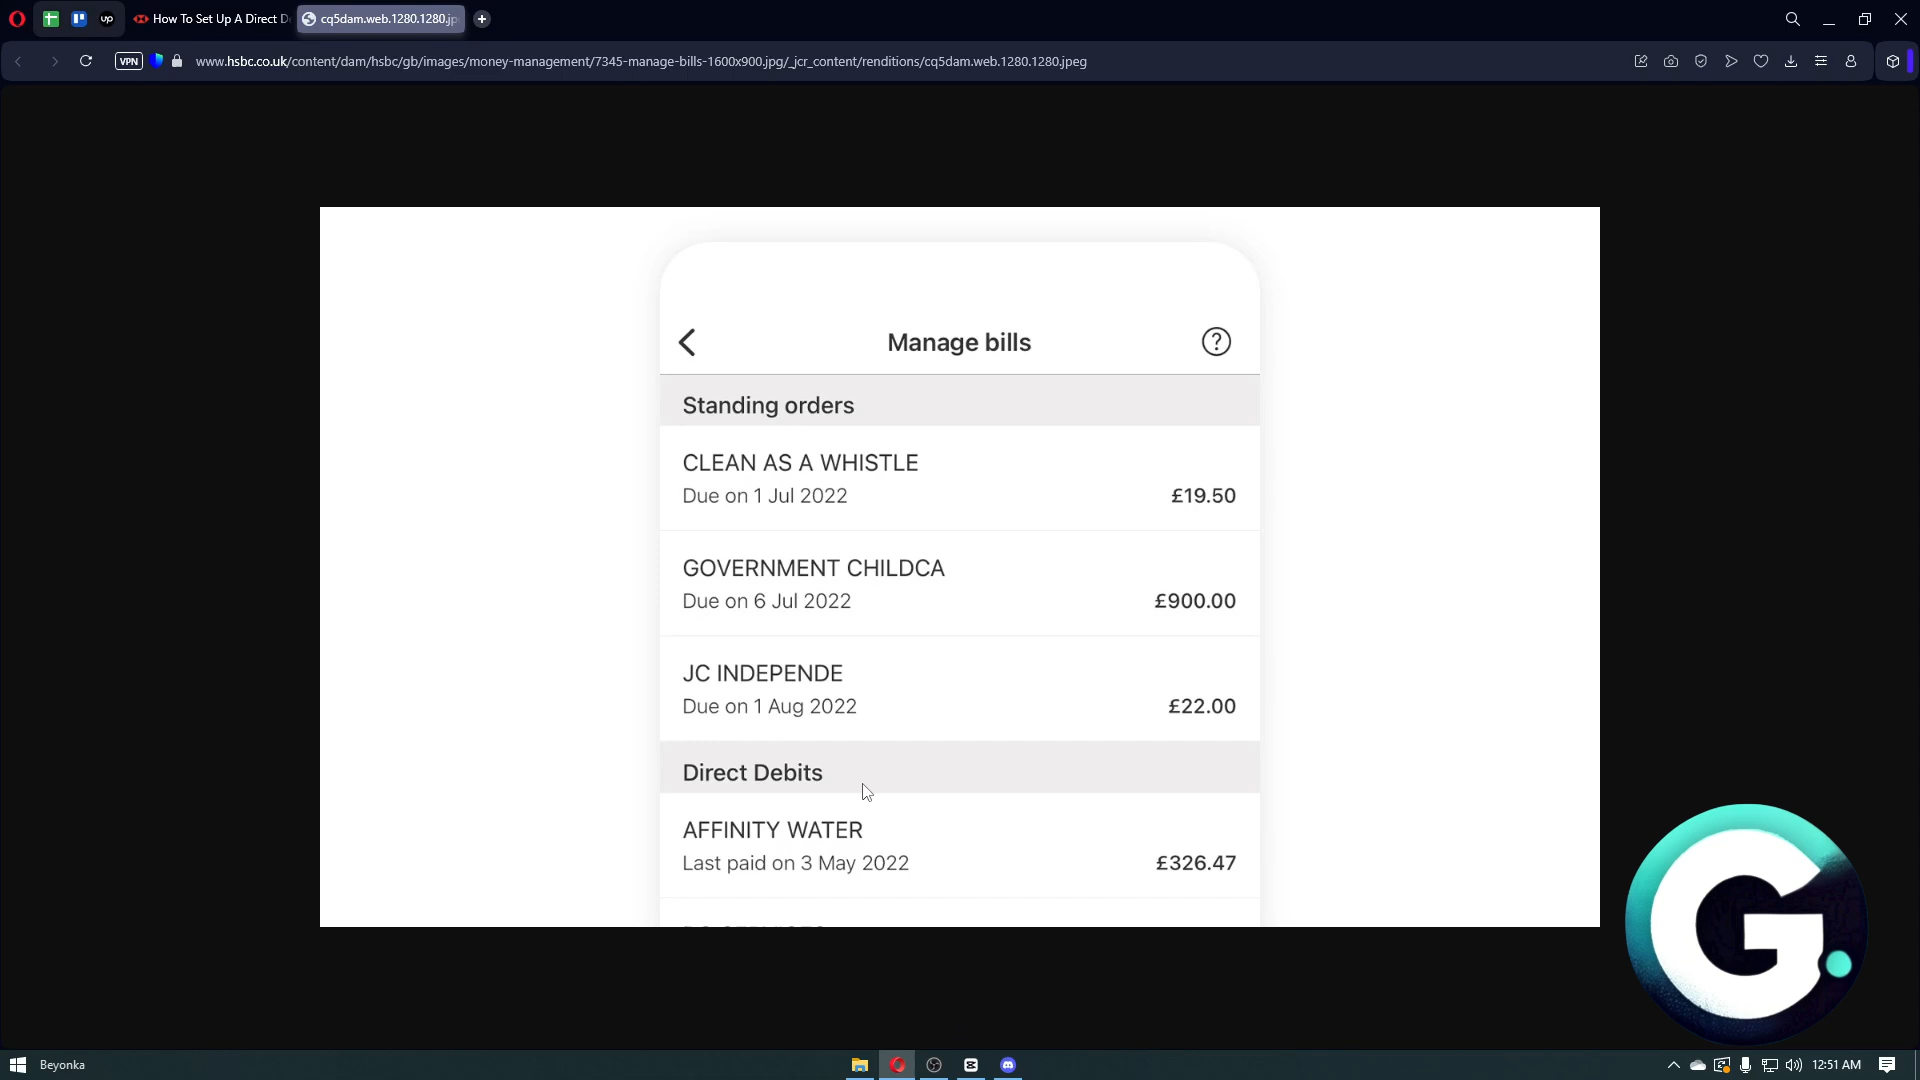 up
How To Set Up A Direct D
cq5dam.web.1280.1280.jp
VPN
www.hsbc.co.uk/content/dam/hsbc/gb/images/money-management/7345-manage-bills-1600x900.jpg/_jcr_content/renditions/cq5dam.web.1280.1280.jpeg
Manage bills
?
Standing orders
CLEAN AS A WHISTLE
Due on 1 Jul 2022
£19.50
GOVERNMENT CHILDCA
Due on 6 Jul 2022
£900.00
JC INDEPENDE
Due on 1 Aug 2022
£22.00
Direct Debits
AFFINITY WATER
Last paid on 3 May 2022
£326.47
G.
Beyonka
12:51 AM